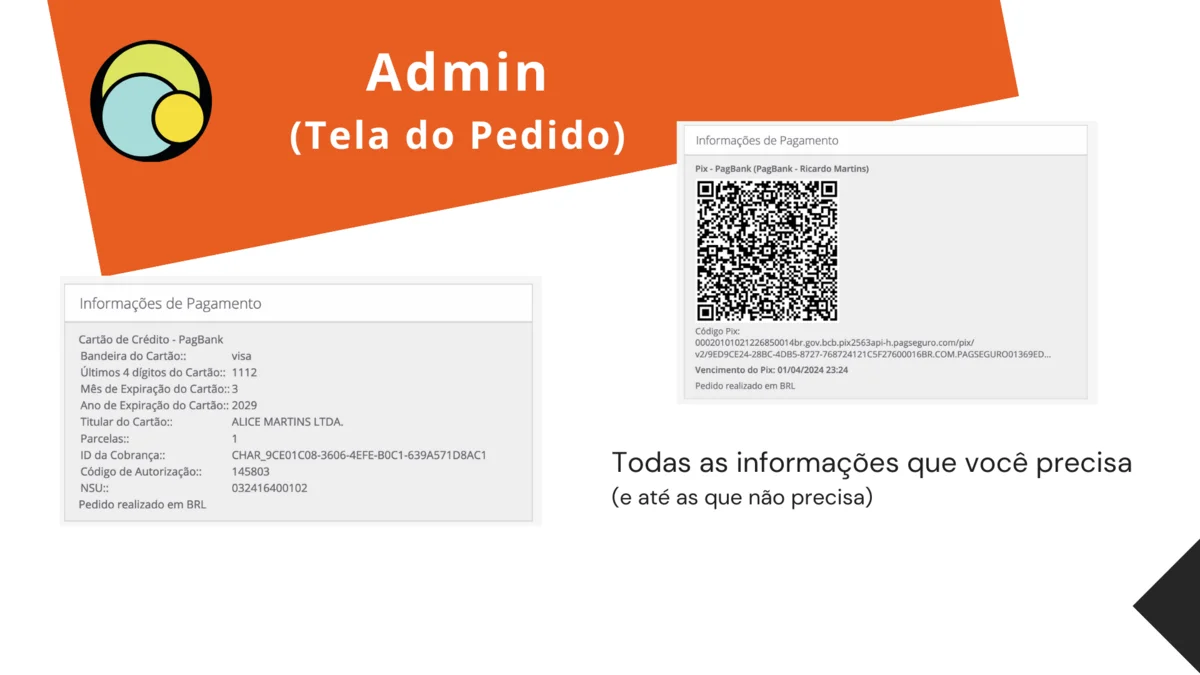 Admin
(Tela do Pedido)
Informações de Pagamento
Pix - PagBank (PagBank - Ricardo Martins)
Código Pix:
00020101021226850014br.gov.bcb.pix2563api-h.pagseguro.com/pix/
v2/9ED9CE24-28BC-4DB5-8727-768724121C5F27600016BR.COM.PAGSEGURO01369ED...
Vencimento do Pix: 01/04/2024 23:24
Pedido realizado em BRL
Informações de Pagamento
Cartão de Crédito - PagBank
Bandeira do Cartão:: visa
Últimos 4 dígitos do Cartão:: 1112
Mês de Expiração do Cartão:: 3
Ano de Expiração do Cartão:: 2029
Titular do Cartão:: ALICE MARTINS LTDA.
Parcelas:: 1
ID da Cobrança:: CHAR_9CE01C08-3606-4EFE-B0C1-639A571D8AC1
Código de Autorização:: 145803
NSU:: 032416400102
Pedido realizado em BRL
Todas as informações que você precisa
(e até as que não precisa)